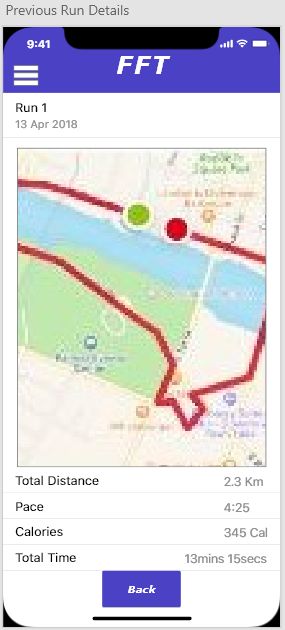 Previous Run Details
9:41
FFT
Run 1
13 Apr 2018
Total Distance 2.3 Km
Pace 4:25
Calories 345 Cal
Total Time 13mins 15secs
Back